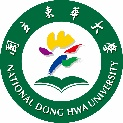 國立東華大學
NATIONAL DONG HWA UNIVERSITY